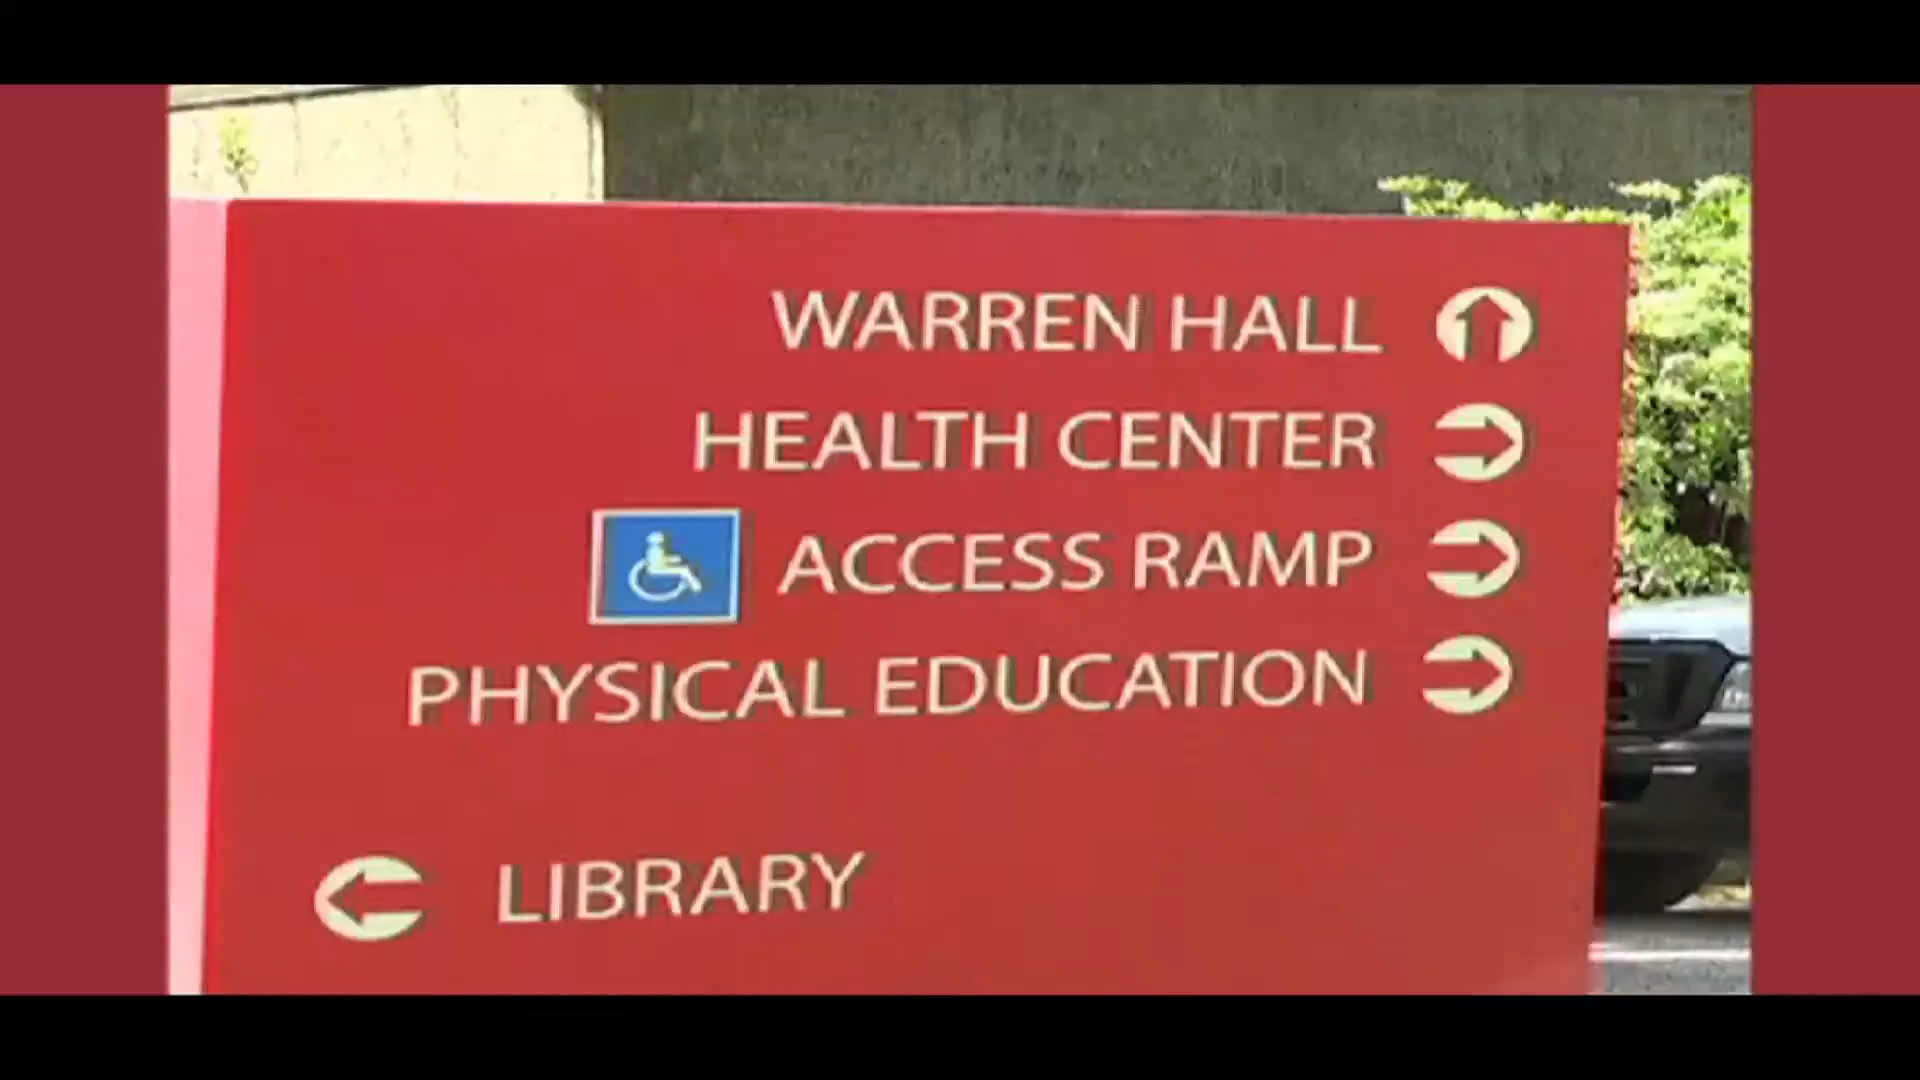 WARREN HALL
HEALTH CENTER
ACCESS RAMP
PHYSICAL EDUCATION
LIBRARY